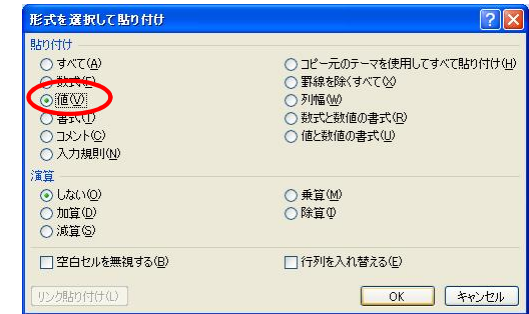 形式を選択して貼り付け
貼り付け
すべて(A)
コピー元のテーマを使用してすべて貼り付け(H)
数式(F)
罫線を除くすべて(X)
値(V)
列幅(W)
書式(T)
数式と数値の書式(R)
コメント(C)
値と数値の書式(U)
入力規則(N)
演算
しない(O)
乗算(M)
加算(D)
除算(I)
減算(S)
空白セルを無視する(B)
行列を入れ替える(E)
リンク貼り付け(L)
OK
キャンセル